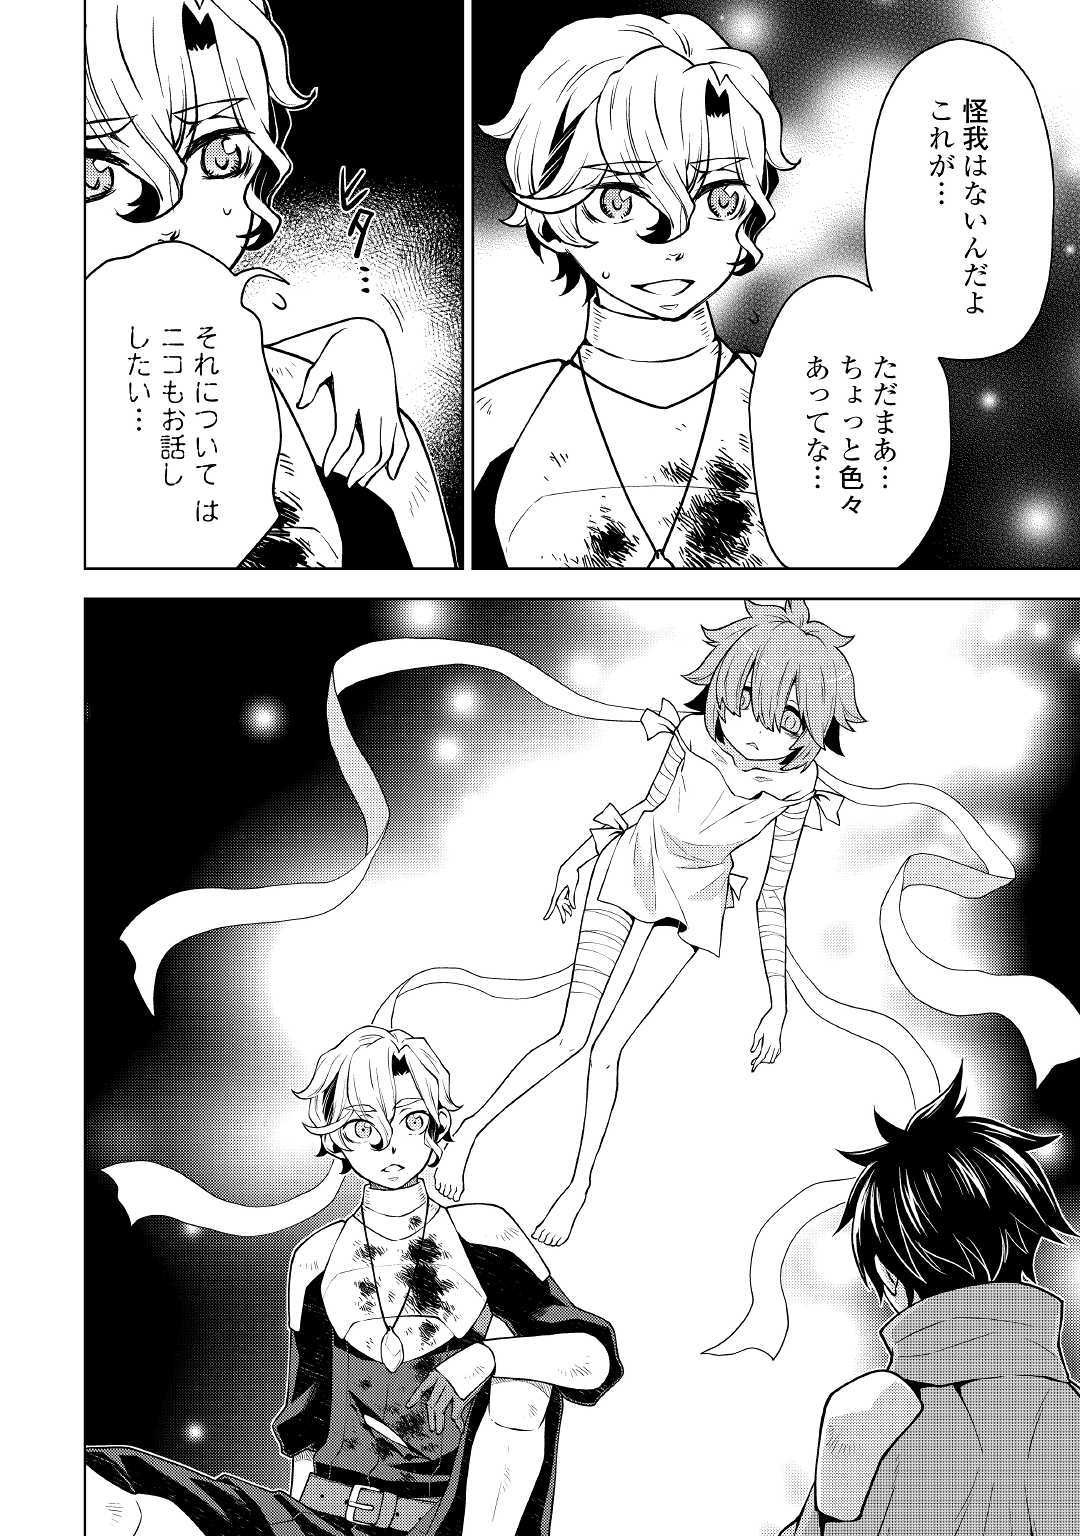 怪我はないんだよ
これが…
ただまあ…
ちょっと色々
あってな…
ピタ…
それについては
ニコもお話し
したい…